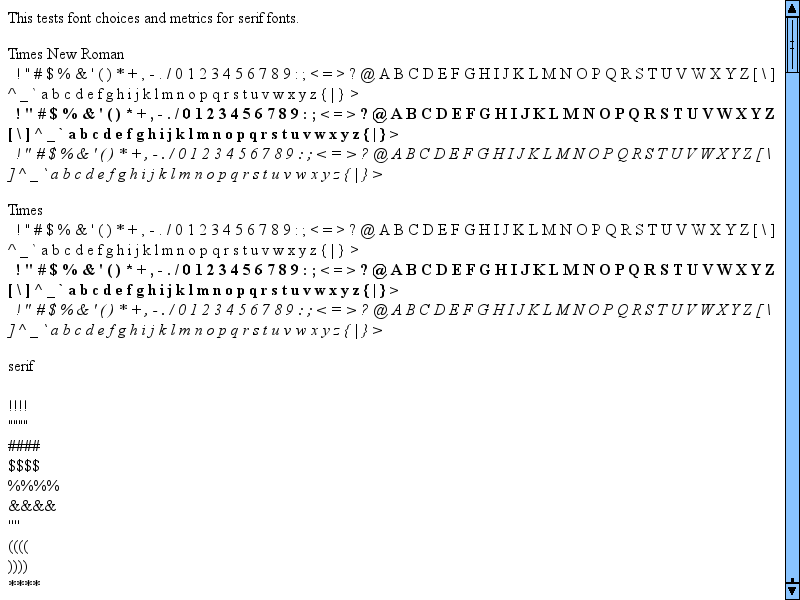 This tests font choices and metrics for serif fonts.
Times New Roman
! " # $ % & ' ( ) * + , - . / 0 1 2 3 4 5 6 7 8 9 : ; < = > ? @ A B C D E F G H I J K L M N O P Q R S T U V W X Y Z [ \ ]
^ _ ` a b c d e f g h i j k l m n o p q r s t u v w x y z { | } >
! " # $ % & ' ( ) * + , - . / 0 1 2 3 4 5 6 7 8 9 : ; < = > ? @ A B C D E F G H I J K L M N O P Q R S T U V W X Y Z
[ \ ] ^ _ ` a b c d e f g h i j k l m n o p q r s t u v w x y z { | } >
! " # $ % & ' ( ) * + , - . / 0 1 2 3 4 5 6 7 8 9 : ; < = > ? @ A B C D E F G H I J K L M N O P Q R S T U V W X Y Z [ \
] ^ _ ` a b c d e f g h i j k l m n o p q r s t u v w x y z { | } >
Times
! " # $ % & ' ( ) * + , - . / 0 1 2 3 4 5 6 7 8 9 : ; < = > ? @ A B C D E F G H I J K L M N O P Q R S T U V W X Y Z [ \ ]
^ _ ` a b c d e f g h i j k l m n o p q r s t u v w x y z { | } >
! " # $ % & ' ( ) * + , - . / 0 1 2 3 4 5 6 7 8 9 : ; < = > ? @ A B C D E F G H I J K L M N O P Q R S T U V W X Y Z
[ \ ] ^ _ ` a b c d e f g h i j k l m n o p q r s t u v w x y z { | } >
! " # $ % & ' ( ) * + , - . / 0 1 2 3 4 5 6 7 8 9 : ; < = > ? @ A B C D E F G H I J K L M N O P Q R S T U V W X Y Z [ \
] ^ _ ` a b c d e f g h i j k l m n o p q r s t u v w x y z { | } >
serif
!!!!
""""
####
$$$$
%%%%
&&&&
''''
((((
))))
****